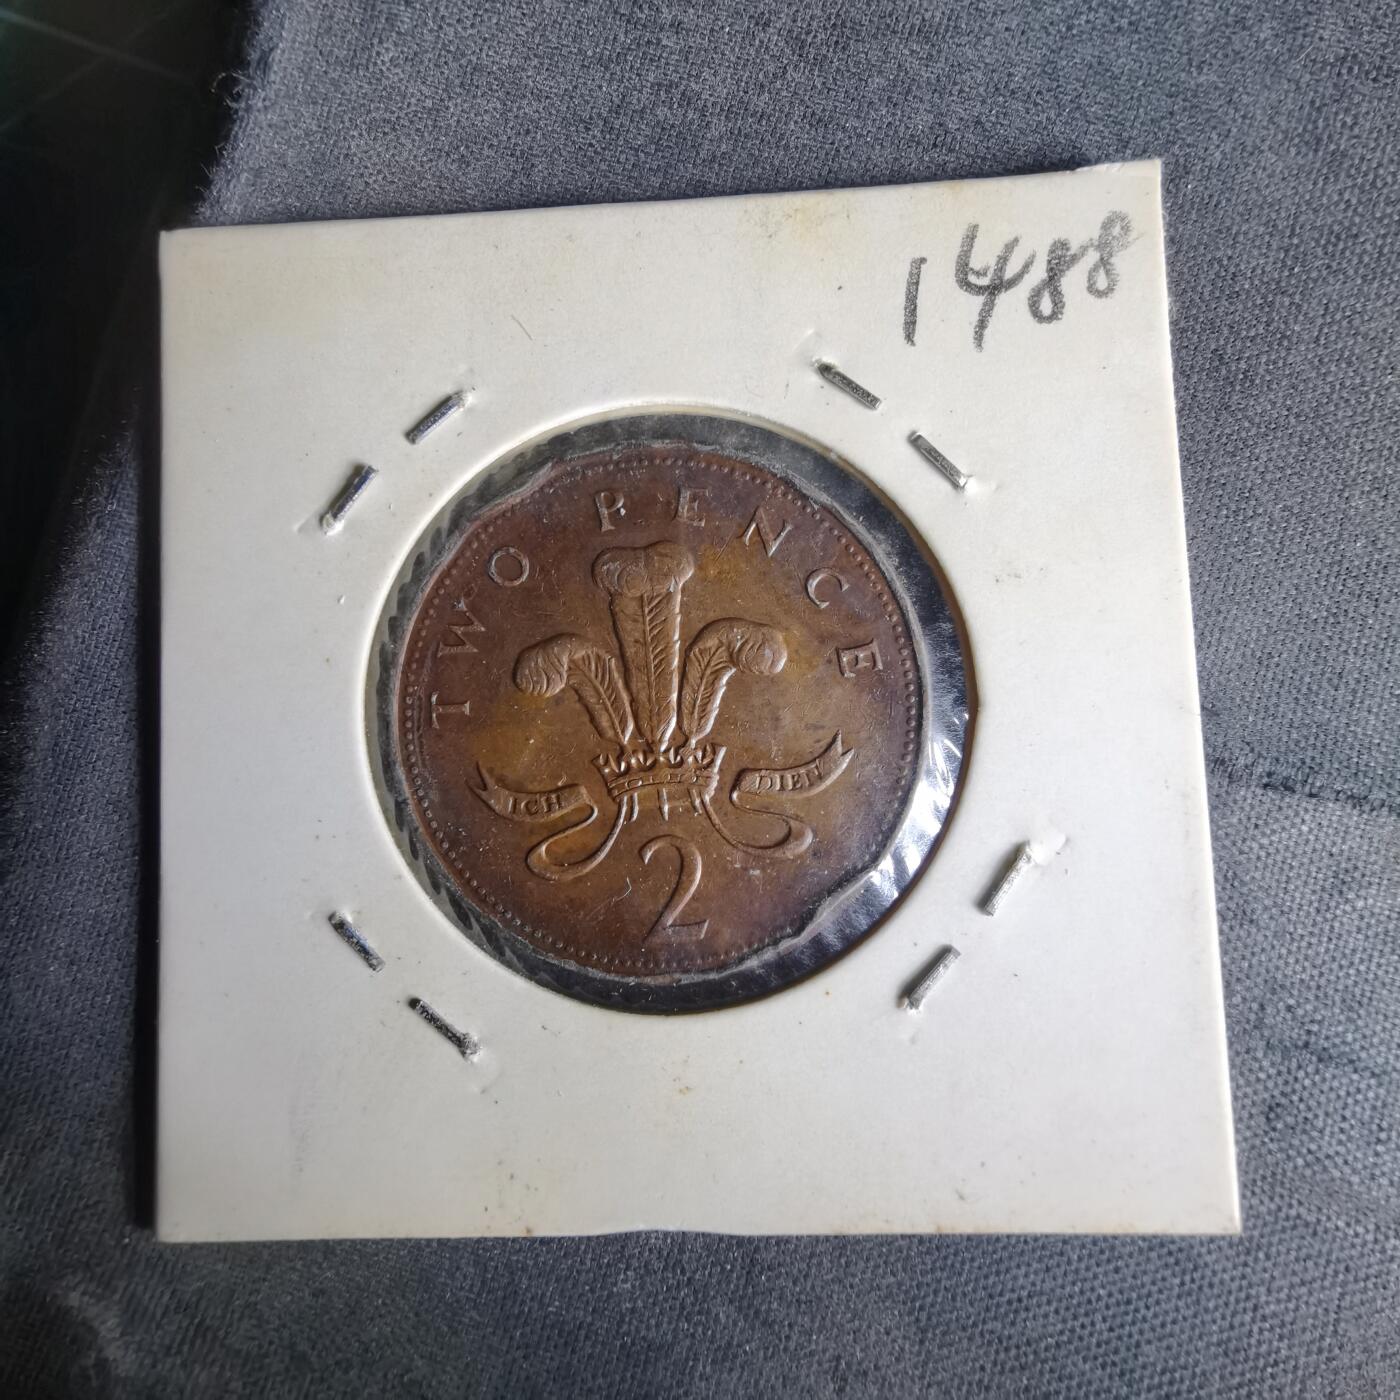 1488
TWO PENCE
ICH DIEN
2